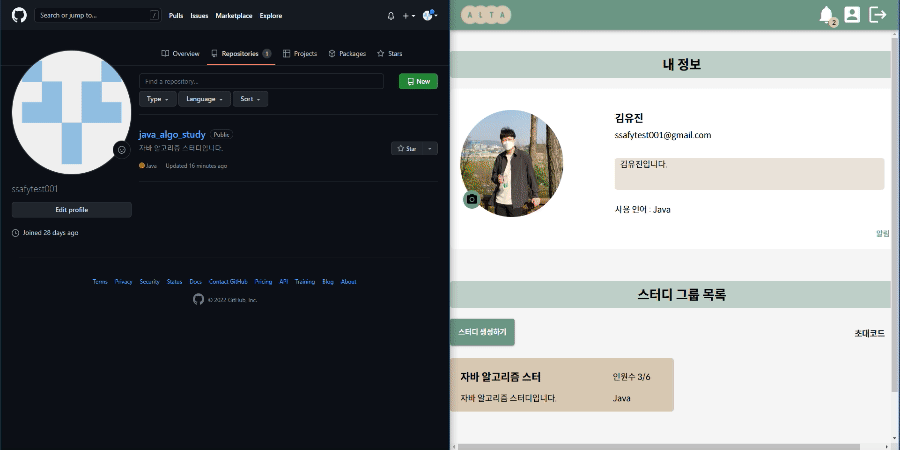 Search or jump to... /
Pulls Issues Marketplace Explore
Overview Repositories 1 Projects Packages Stars
Find a repository...
New
Type Language Sort
java_algo_study Public
자바 알고리즘 스터디입니다.
Java Updated 16 minutes ago
Star
ssafytest001
Edit profile
Joined 28 days ago
Terms Privacy Security Status Docs Contact GitHub Pricing API Training Blog About
© 2022 GitHub, Inc.
ALTA
2
내 정보
김유진
ssafytest001@gmail.com
김유진입니다.
사용 언어 : Java
알림
스터디 그룹 목록
스터디 생성하기
초대코드
자바 알고리즘 스터
인원수 3/6
자바 알고리즘 스터디입니다.
Java